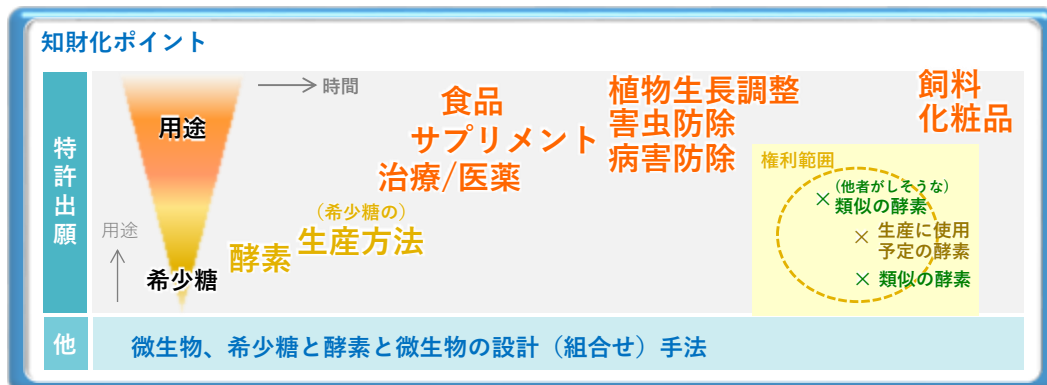 知財化ポイント
特許出願
用途
時間
用途
希少糖
酵素
(希少糖の)
生産方法
食品
サプリメント
治療/医薬
植物生長調整
害虫防除
病害防除
飼料
化粧品
権利範囲
(他者がしそうな)
× 類似の酵素
× 生産に使用
予定の酵素
× 類似の酵素
他
微生物、希少糖と酵素と微生物の設計（組合せ）手法